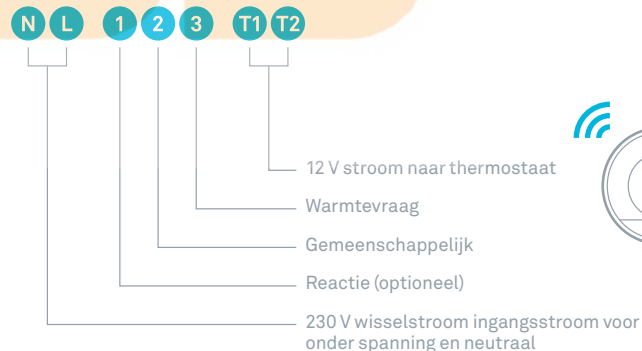 N L 1 2 3 T1 T2
12 V stroom naar thermostaat
Warmtevraag
Gemeenschappelijk
Reactie (optioneel)
230 V wisselstroom ingangsstroom voor
onder spanning en neutraal